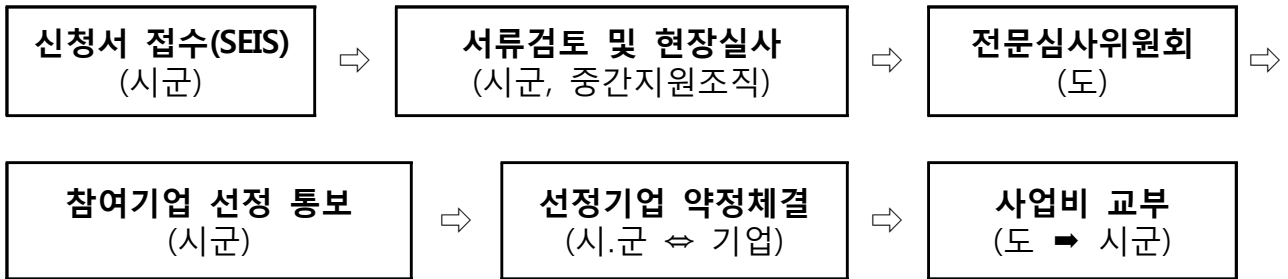 신청서 접수(SEIS)
(시군)
⇨
서류검토 및 현장실사
(시군, 중간지원조직)
⇨
전문심사위원회
(도)
⇨
참여기업 선정 통보
(시군)
⇨
선정기업 약정체결
(시.군 ⇔ 기업)
⇨
사업비 교부
(도 ➡ 시군)